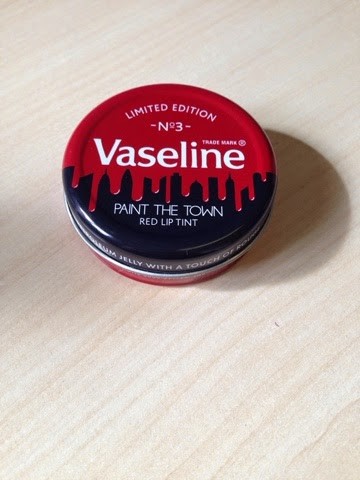 LIMITED EDITION
-Nº3-
TRADE MARK ®
Vaseline
PAINT THE TOWN
RED LIP TINT
JELLY WITH A TOUCH OF